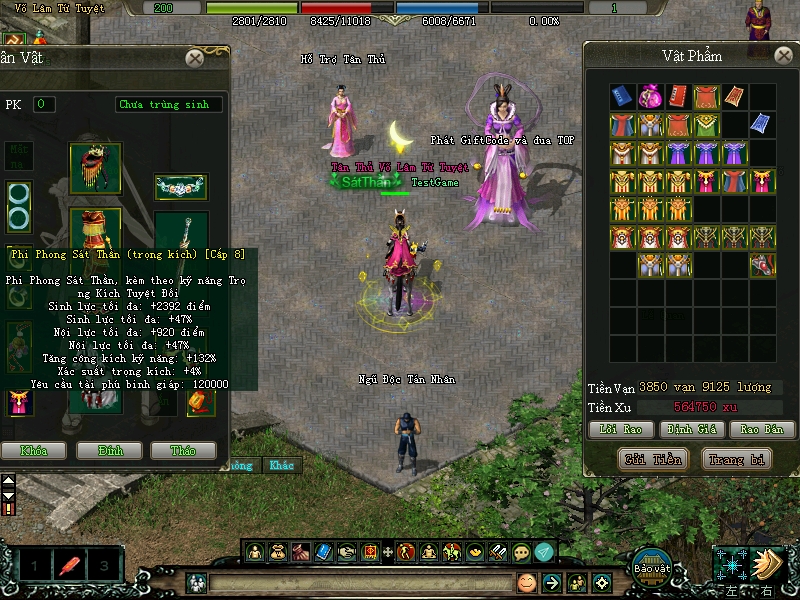 Võ Lâm Tứ Tuyệt
200
1
2801/2810
8425/11018
6008/6671
0.00%
ân Vật
PK 0
Chưa trùng sinh
Hỗ Trợ Tân Thủ
Phát GiftCode và đua TOP
Tân Thủ Võ Lâm Tứ Tuyệt
SátThần
TestGame
Phi Phong Sát Thần (trọng kích) [Cấp 8]
Phi Phong Sát Thần, kèm theo kỹ năng Trọ
ng Kích Tuyệt Đối
Sinh lực tối đa: +2392 điểm
Sinh lực tối đa: +47%
Nội lực tối đa: +920 điểm
Nội lực tối đa: +47%
Tăng công kích kỹ năng: +132%
Xác suất trọng kích: +4%
Yêu cầu tài phú binh giáp: 120000
Khóa
Đính
Tháo
Khác
Ngũ Độc Tán Nhân
Vật Phẩm
Tiền Vạn 3850 vạn 9125 lượng
Tiền Xu 564750 xu
Lời Rao
Định Giá
Rao Bán
Gửi Tiền
Trang bị
1
3
Bảo vật
左
右